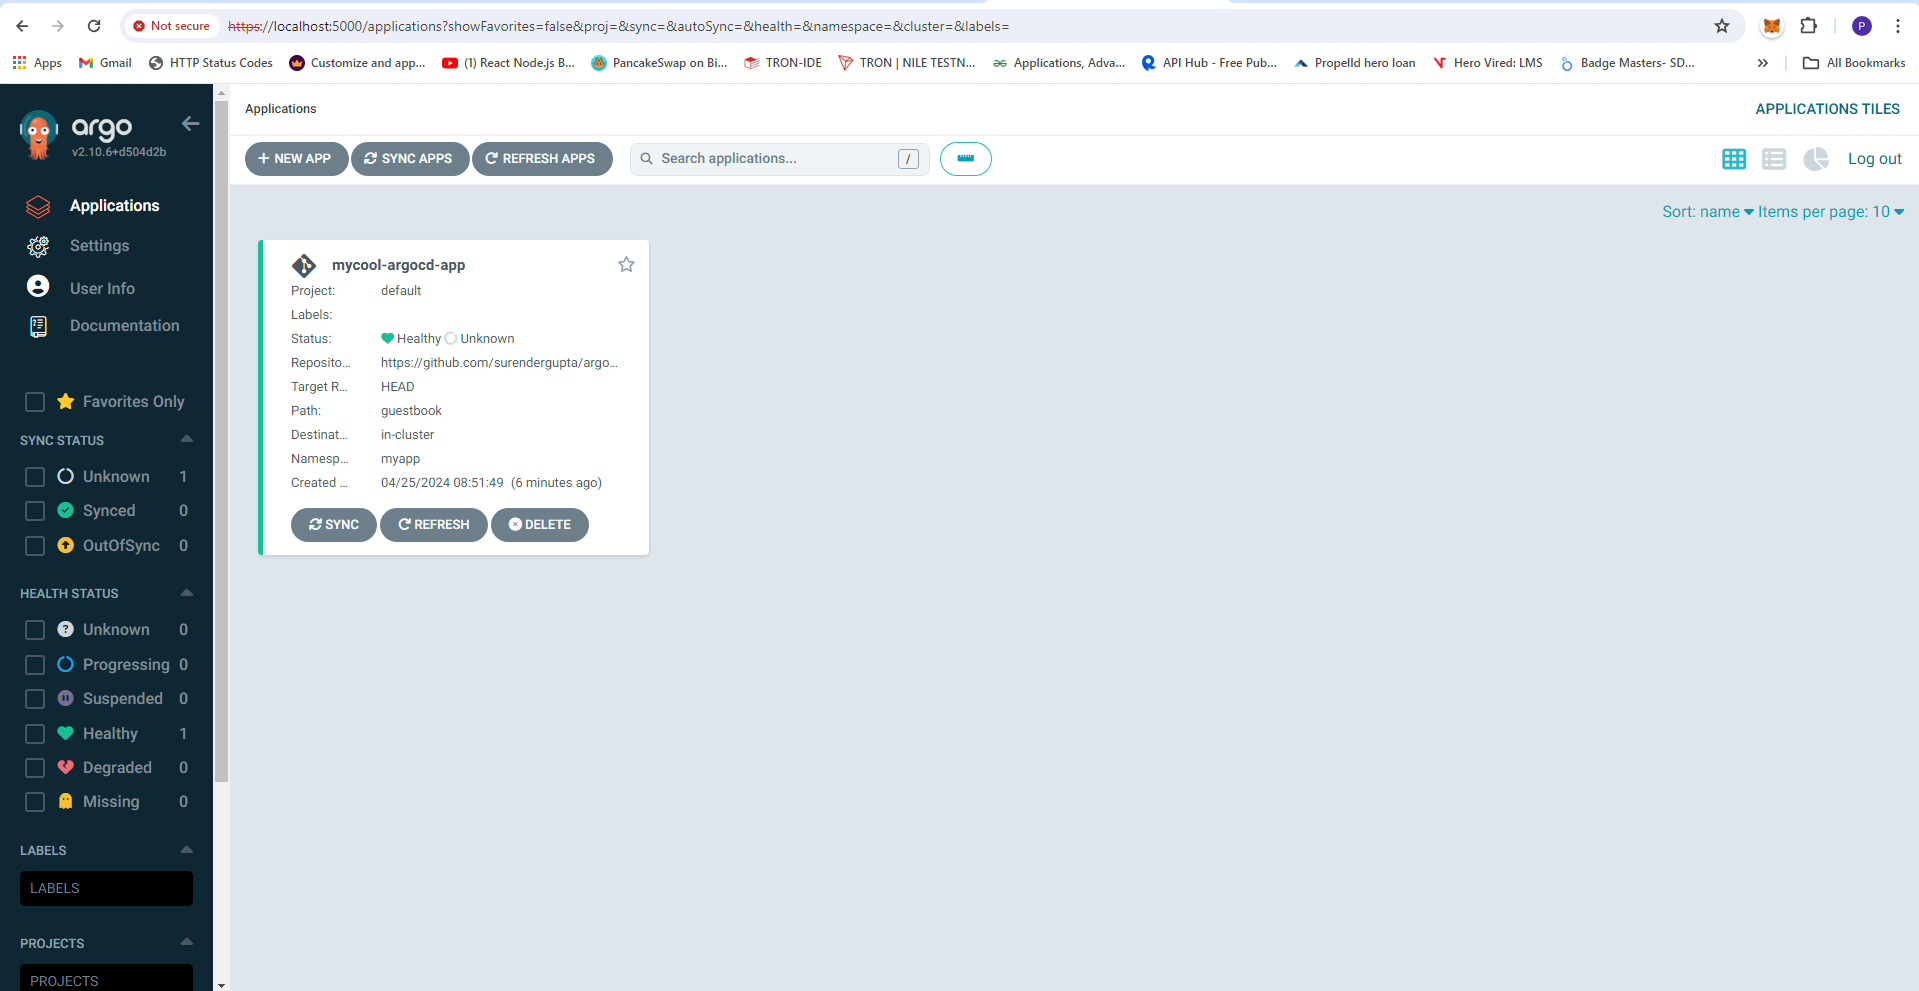 Not secure
https://localhost:5000/applications?showFavorites=false&proj=&sync=&autoSync=&health=&namespace=&cluster=&labels=
P
Apps
Gmail
HTTP Status Codes
Customize and app...
(1) React Node.js B...
PancakeSwap on Bi...
TRON-IDE
TRON | NILE TESTN...
Applications, Adva...
API Hub - Free Pub...
Propelld hero loan
Hero Vired: LMS
Badge Masters- SD...
All Bookmarks
argo
v2.10.6+d504d2b
Applications
Settings
User Info
Documentation
Favorites Only
SYNC STATUS
Unknown 1
Synced 0
OutOfSync 0
HEALTH STATUS
Unknown 0
Progressing 0
Suspended 0
Healthy 1
Degraded 0
Missing 0
LABELS
LABELS
PROJECTS
PROJECTS
Applications
APPLICATIONS TILES
NEW APP
SYNC APPS
REFRESH APPS
Search applications...
/
Log out
Sort: name
Items per page: 10
mycool-argocd-app
Project: default
Labels:
Status: Healthy Unknown
Reposito... https://github.com/surendergupta/argo...
Target R... HEAD
Path: guestbook
Destinat... in-cluster
Namesp... myapp
Created ... 04/25/2024 08:51:49 (6 minutes ago)
SYNC
REFRESH
DELETE